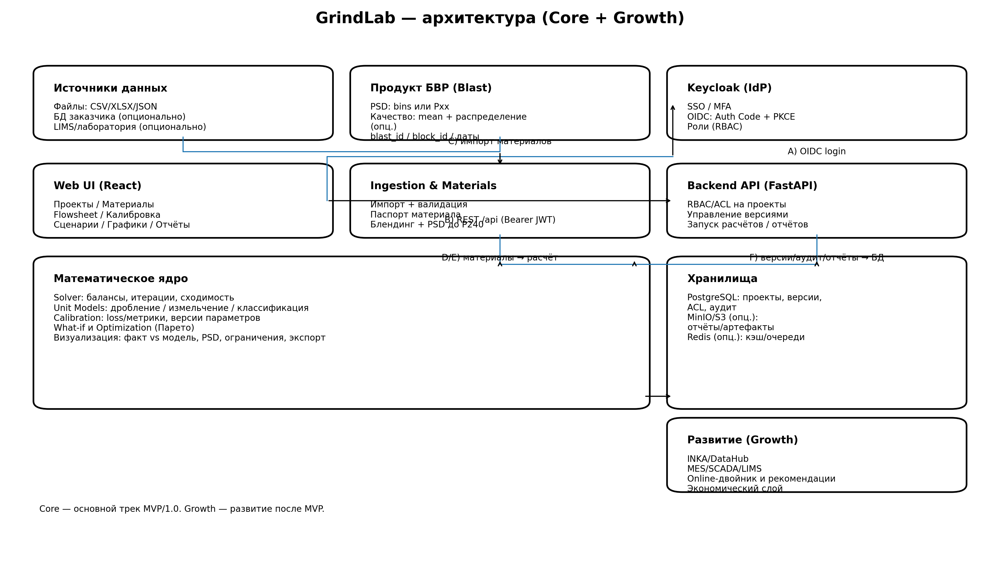 GrindLab — архитектура (Core + Growth)
Источники данных
Файлы: CSV/XLSX/JSON
БД заказчика (опционально)
LIMS/лаборатория (опционально)
Продукт БВР (Blast)
PSD: bins или Pxx
Качество: mean + распределение
(опц.)
blast_id / block_id / даты
Keycloak (IdP)
SSO / MFA
OIDC: Auth Code + PKCE
Роли (RBAC)
C) импорт материалов
A) OIDC login
Web UI (React)
Проекты / Материалы
Flowsheet / Калибровка
Сценарии / Графики / Отчёты
Ingestion & Materials
Импорт + валидация
Паспорт материала
Блендинг + PSD до P240
B) REST /api (Bearer JWT)
Backend API (FastAPI)
RBAC/ACL на проекты
Управление версиями
Запуск расчётов / отчётов
D/E) материалы → расчёт
F) версии/аудит/отчёты → БД
Математическое ядро
Solver: балансы, итерации, сходимость
Unit Models: дробление / измельчение / классификация
Calibration: loss/метрики, версии параметров
What-if и Optimization (Парето)
Визуализация: факт vs модель, PSD, ограничения, экспорт
Хранилища
PostgreSQL: проекты, версии,
ACL, аудит
MinIO/S3 (опц.):
отчёты/артефакты
Redis (опц.): кэш/очереди
Развитие (Growth)
INKA/DataHub
MES/SCADA/LIMS
Online-двойник и рекомендации
Экономический слой
Core — основной трек MVP/1.0. Growth — развитие после MVP.